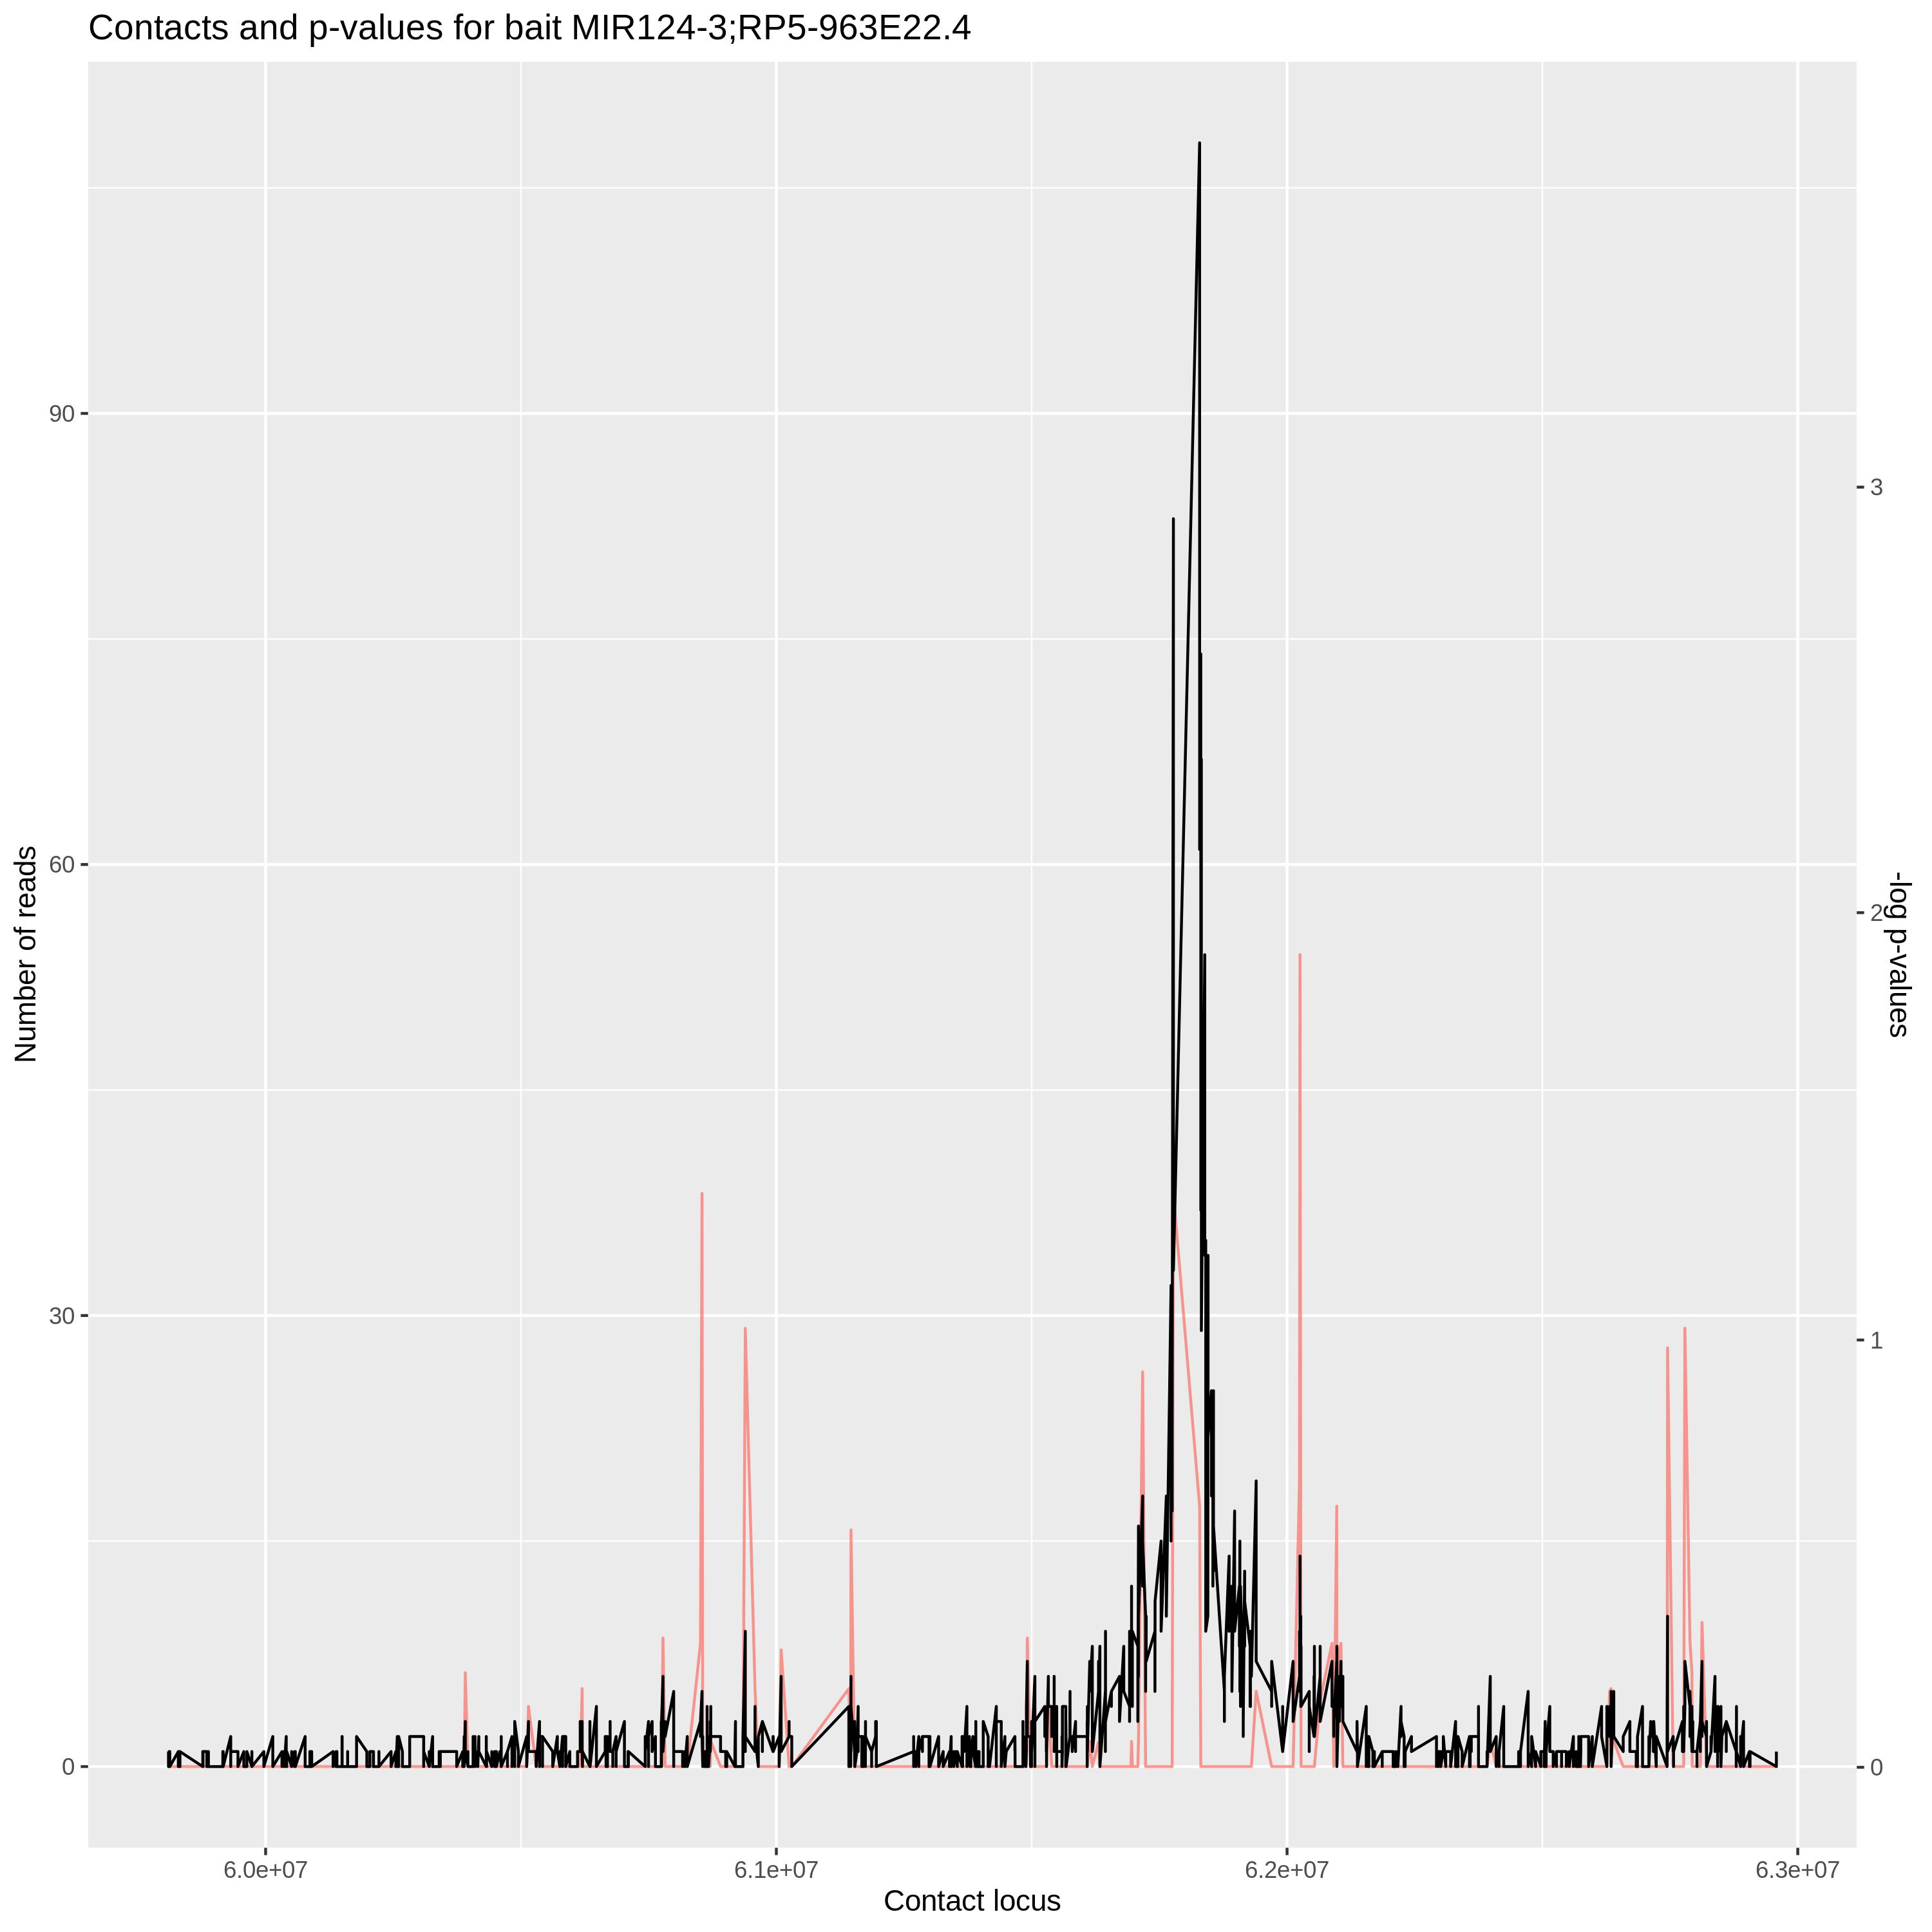 Contacts and p-values for bait MIR124-3;RP5-963E22.4
Number of reads
90
60
30
0
3
2
1
0
-log p-values
6.0e+07
6.1e+07
6.2e+07
6.3e+07
Contact locus